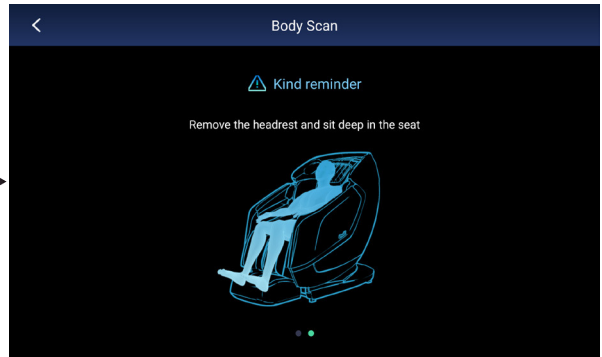 Body Scan
Kind reminder
Remove the headrest and sit deep in the seat